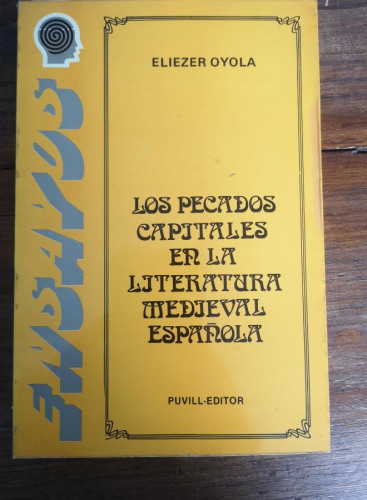 ENSAYOS
ELIEZER OYOLA
LOS PECADOS
CAPITALES
EN LA
LITERATURA
MEDIEVAL
ESPAÑOLA
PUVILL-EDITOR